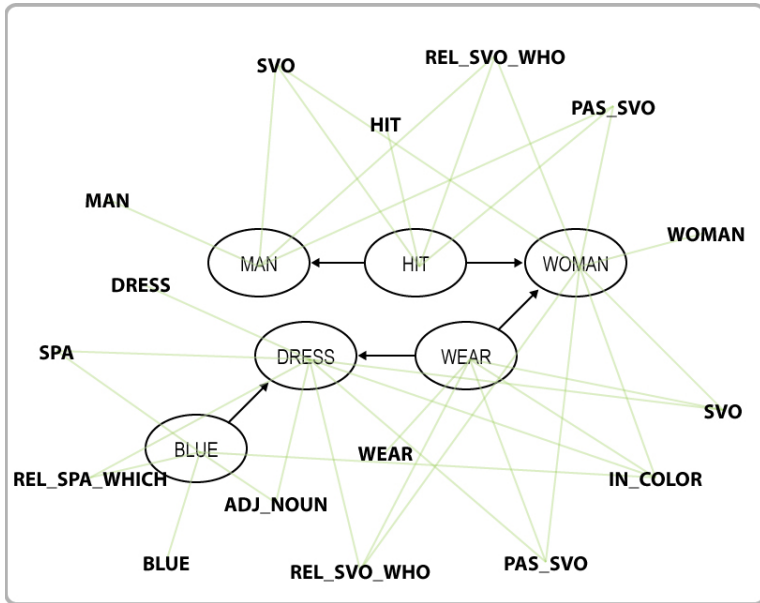 SVO
REL_SVO_WHO
PAS_SVO
HIT
MAN
WOMAN
MAN
HIT
WOMAN
DRESS
SPA
DRESS
WEAR
SVO
BLUE
WEAR
REL_SPA_WHICH
IN_COLOR
ADJ_NOUN
BLUE
REL_SVO_WHO
PAS_SVO